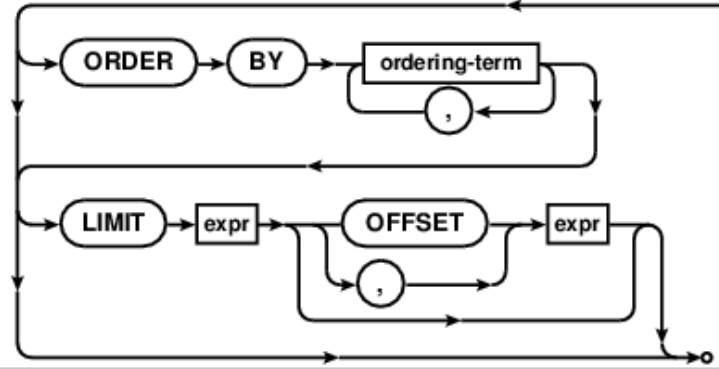 ORDER BY ordering-term
,
LIMIT expr OFFSET expr
,